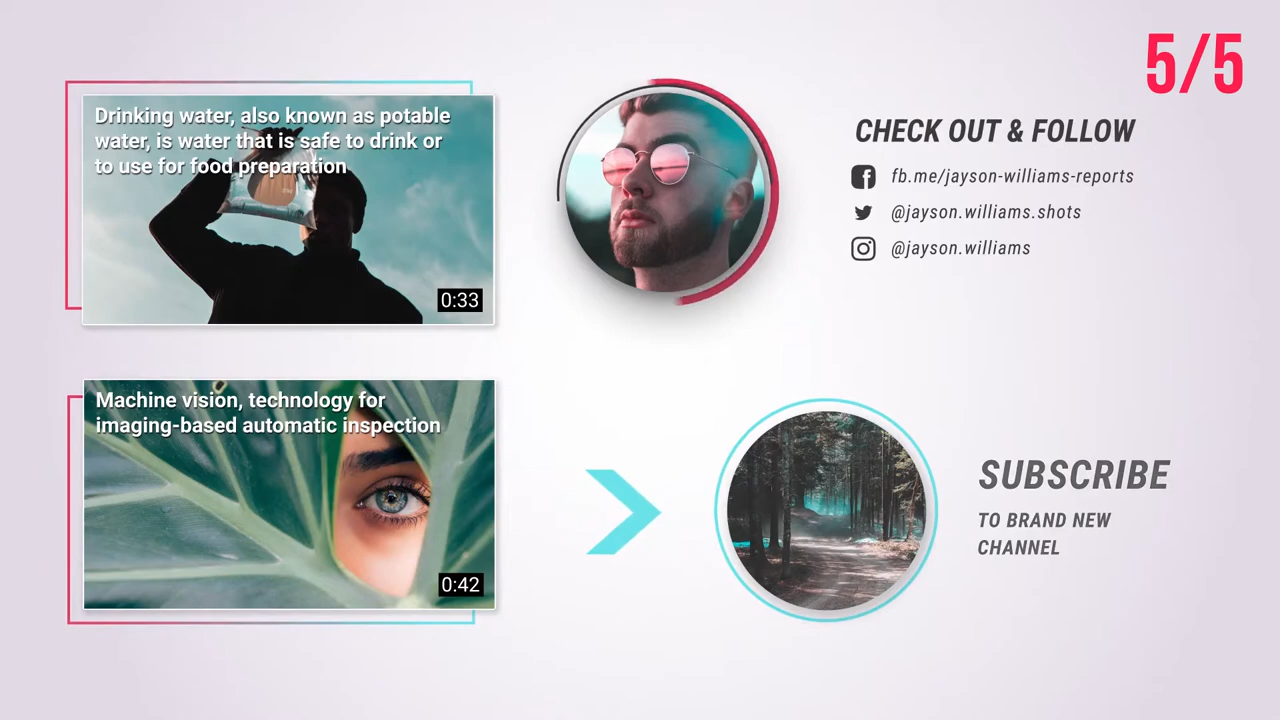 5/5
Drinking water, also known as potable
water, is water that is safe to drink or
to use for food preparation
0:33
CHECK OUT & FOLLOW
fb.me/jayson-williams-reports
@jayson.williams.shots
@jayson.williams
Machine vision, technology for
imaging-based automatic inspection
0:42
SUBSCRIBE
TO BRAND NEW
CHANNEL